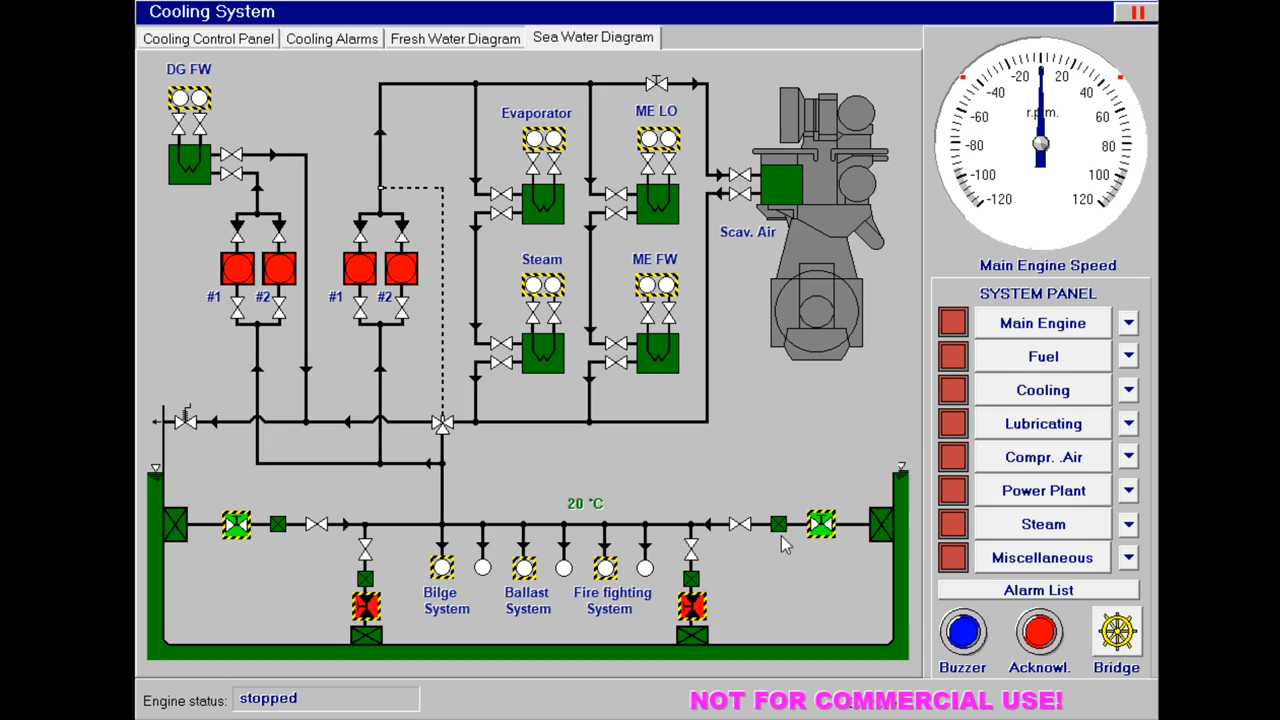 Cooling System
Cooling Control Panel
Cooling Alarms
Fresh Water Diagram
Sea Water Diagram
DG FW
Evaporator
ME LO
Scav. Air
Steam
ME FW
#1
#2
#1
#2
20 °C
Bilge
System
Ballast
System
Fire fighting
System
-20
20
-40
40
r.p.m.
-60
60
-80
80
-100
100
-120
120
Main Engine Speed
SYSTEM PANEL
Main Engine
Fuel
Cooling
Lubricating
Compr. .Air
Power Plant
Steam
Miscellaneous
Alarm List
Buzzer
Acknowl.
Bridge
Engine status:
stopped
NOT FOR COMMERCIAL USE!